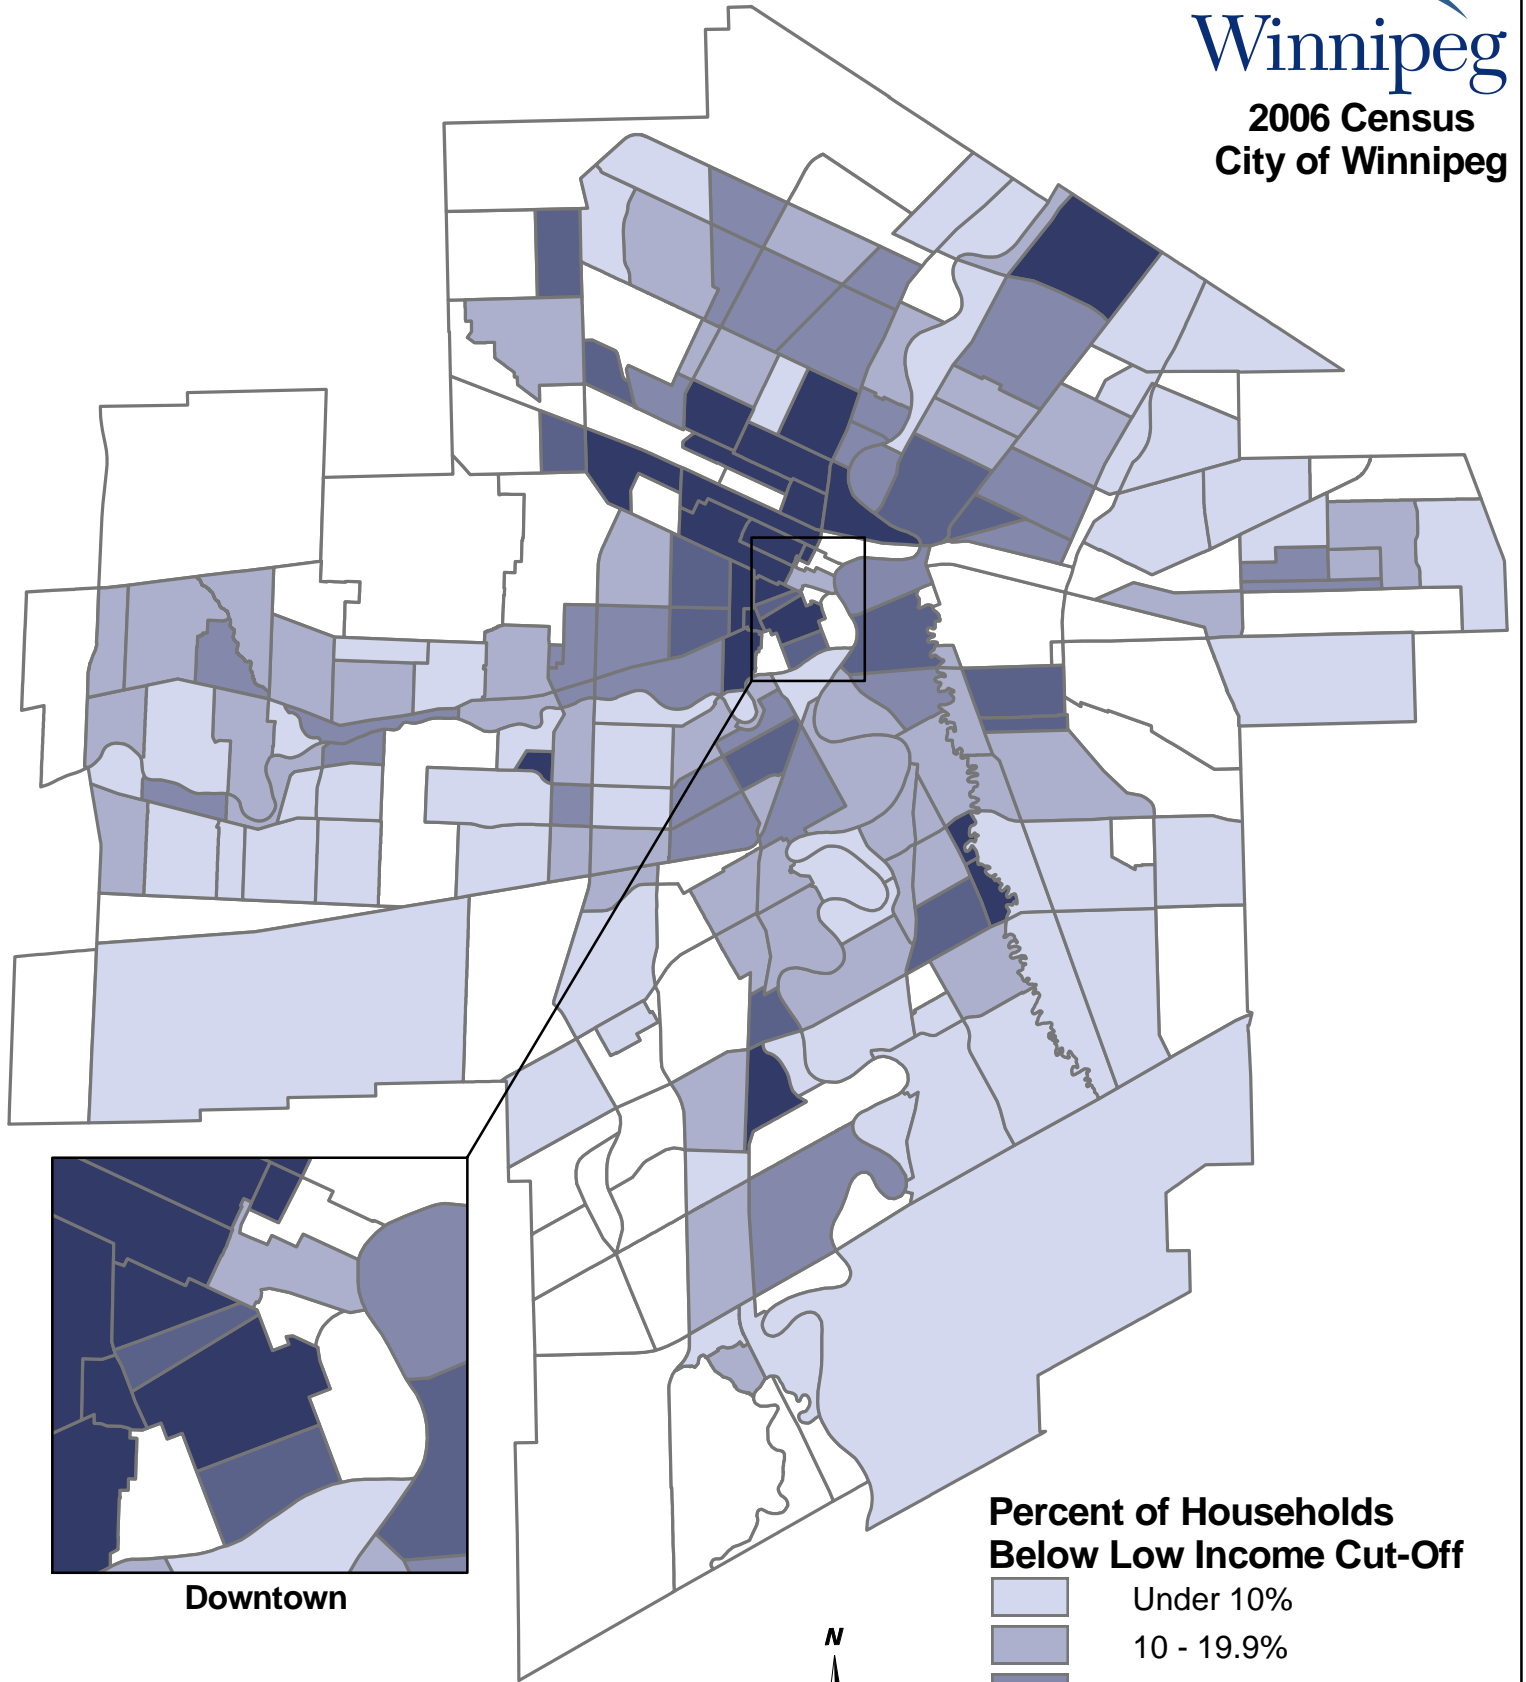 Winnipeg
2006 Census
City of Winnipeg
Downtown
Percent of Households
Below Low Income Cut-Off
Under 10%
10 - 19.9%
N